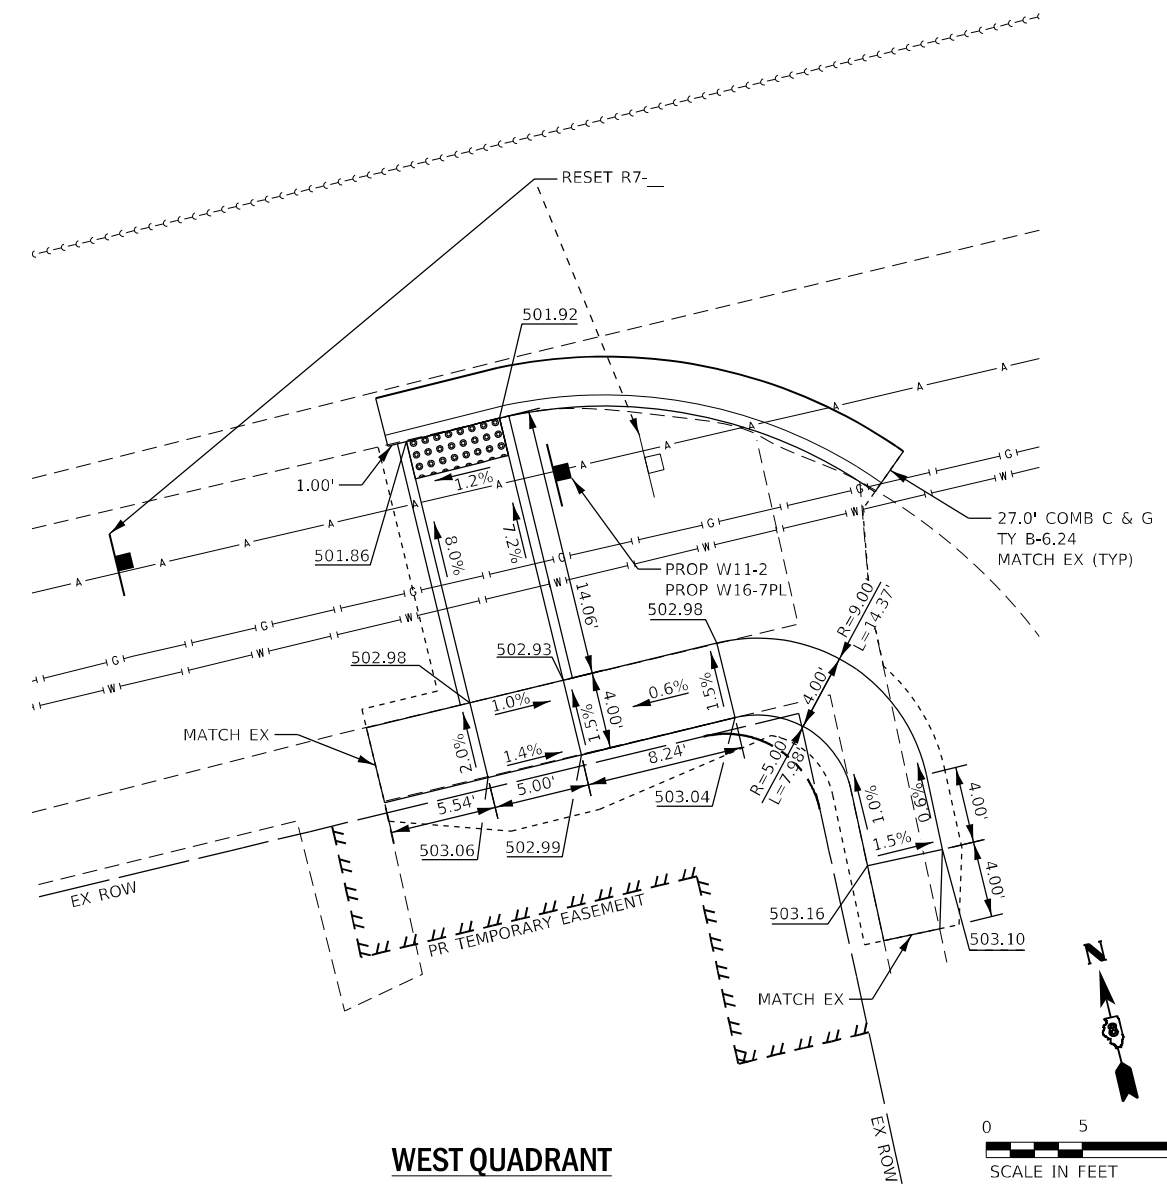 RESET R7-__
501.92
1.00'
1.2%
501.86
8.0%
7.2%
27.0' COMB C & G
TY B-6.24
MATCH EX (TYP)
PROP W11-2
PROP W16-7PL
14.06'
502.98
R=9.00'
L=14.37'
502.98
502.93
4.00'
1.0%
0.6%
1.5%
1.5%
4.00'
MATCH EX
2.0%
1.4%
5.54'
5.00'
8.24'
R=5.00'
L=7.98'
503.04
1.0%
0.6%
4.00'
1.5%
4.00'
503.06
502.99
EX ROW
PR TEMPORARY EASEMENT
503.16
503.10
MATCH EX
N
8
EX ROW
WEST QUADRANT
0 5
SCALE IN FEET
A A A A A A A A A
G G G G G G G
W W W W W W W